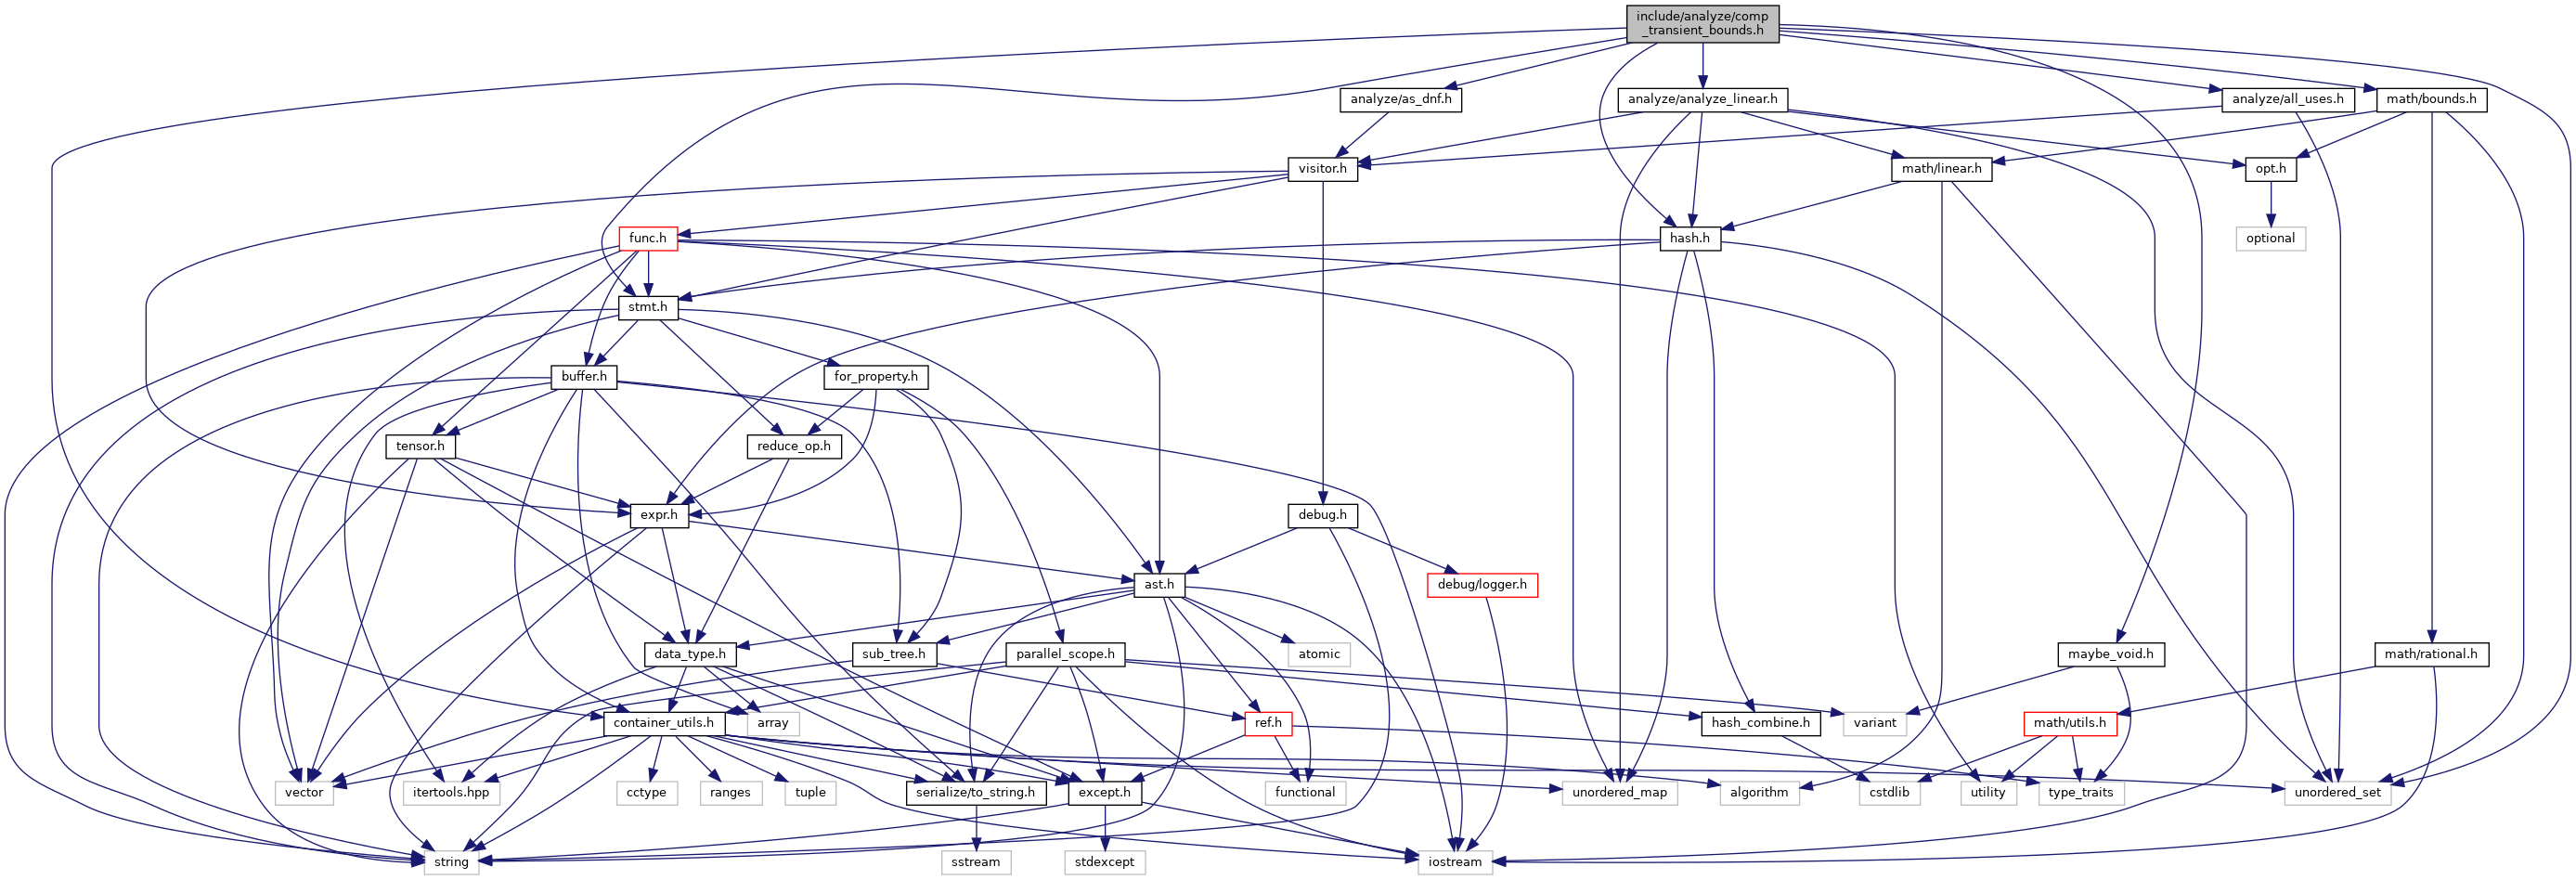 include/analyze/comp
_transient_bounds.h
analyze/as_dnf.h
analyze/analyze_linear.h
analyze/all_uses.h
math/bounds.h
visitor.h
math/linear.h
opt.h
func.h
hash.h
optional
stmt.h
buffer.h
for_property.h
tensor.h
reduce_op.h
expr.h
debug.h
ast.h
debug/logger.h
data_type.h
sub_tree.h
parallel_scope.h
atomic
maybe_void.h
math/rational.h
container_utils.h
array
ref.h
hash_combine.h
variant
math/utils.h
vector
itertools.hpp
cctype
ranges
tuple
serialize/to_string.h
except.h
functional
unordered_map
algorithm
cstdlib
utility
type_traits
unordered_set
string
sstream
stdexcept
iostream